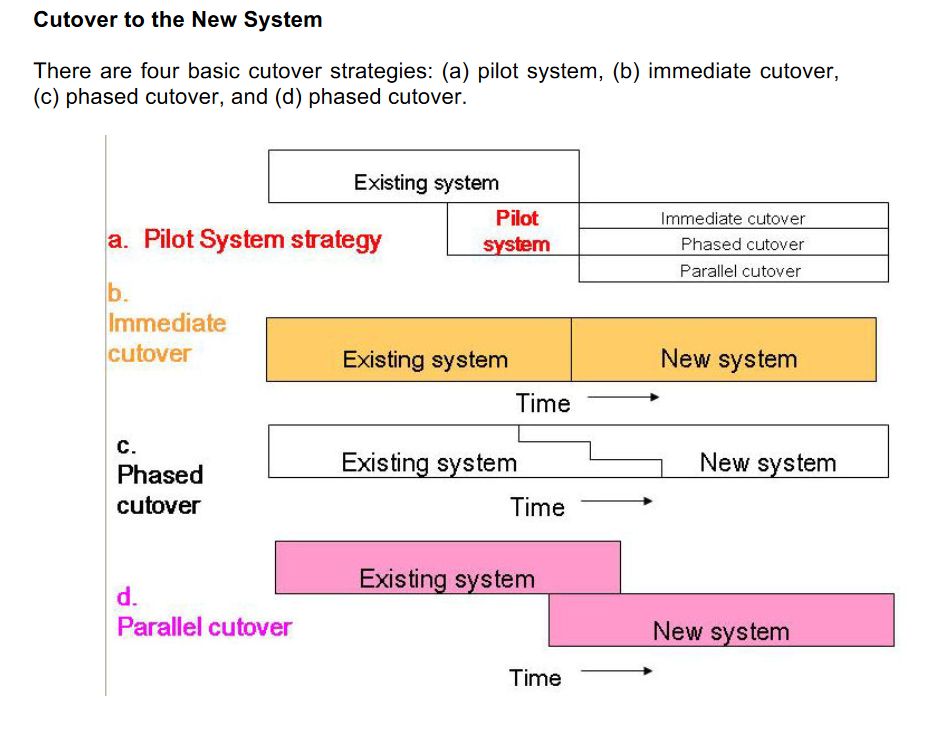 Cutover to the New System
There are four basic cutover strategies: (a) pilot system, (b) immediate cutover,
(c) phased cutover, and (d) phased cutover.
Existing system
a. Pilot System strategy
Pilot
system
Immediate cutover
Phased cutover
Parallel cutover
b.
Immediate
cutover
Existing system
New system
Time
c.
Phased
cutover
Existing system
New system
Time
d.
Parallel cutover
Existing system
New system
Time